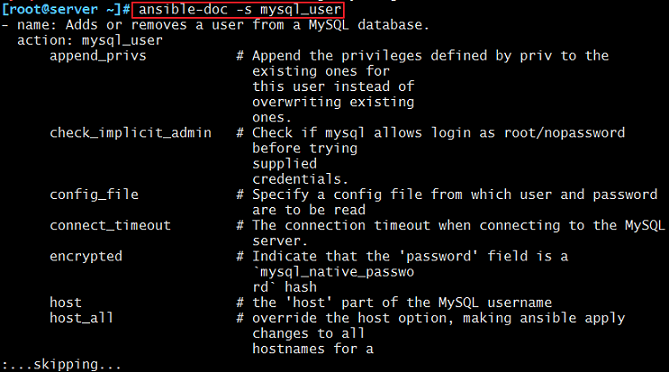 [root@server ~]# ansible-doc -s mysql_user
- name: Adds or removes a user from a MySQL database.
  action: mysql_user
      append_privs           # Append the privileges defined by priv to the
                               existing ones for
                               this user instead of
                               overwriting existing
                               ones.
      check_implicit_admin   # Check if mysql allows login as root/nopassword
                               before trying
                               supplied
                               credentials.
      config_file            # Specify a config file from which user and password
                               are to be read
      connect_timeout        # The connection timeout when connecting to the MySQL
                               server.
      encrypted              # Indicate that the 'password' field is a
                               `mysql_native_passwo
                               rd` hash
      host                   # the 'host' part of the MySQL username
      host_all               # override the host option, making ansible apply
                               changes to all
                               hostnames for a
:...skipping...